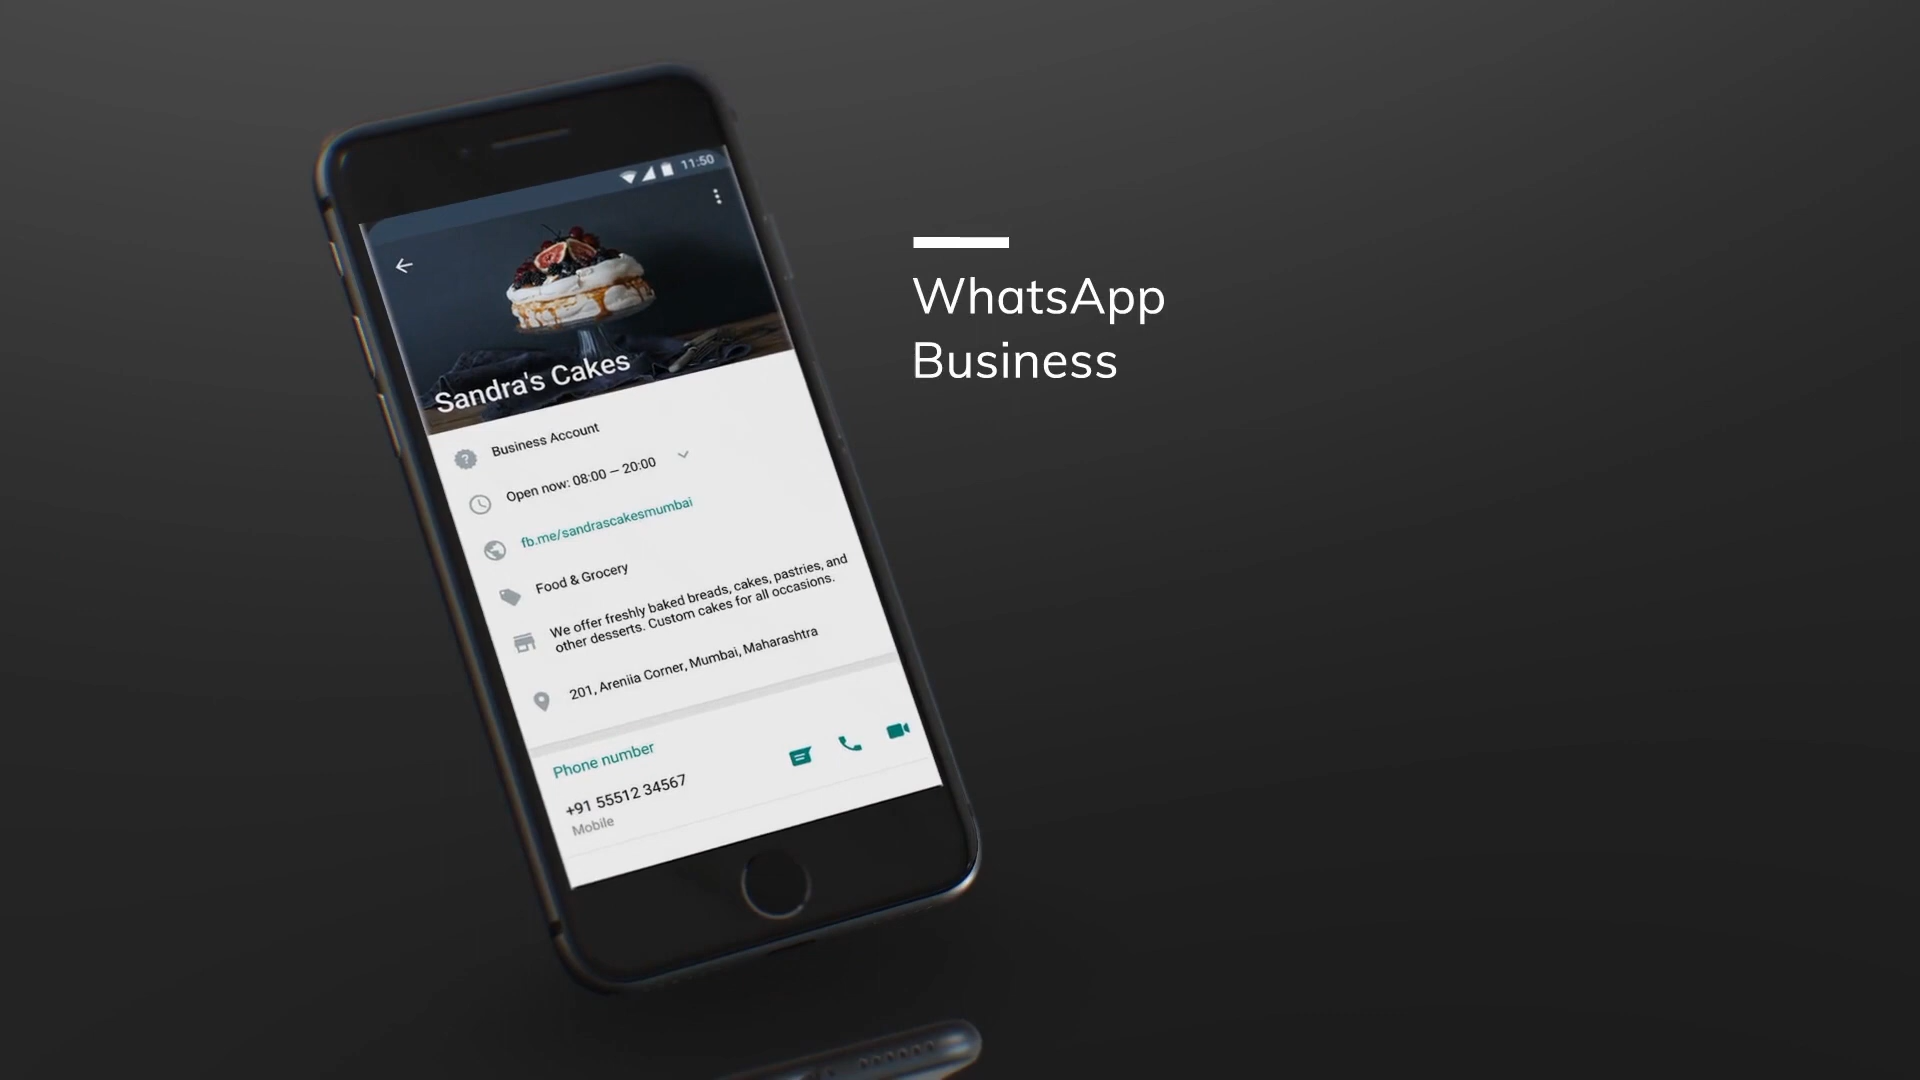 11:50
Sandra's Cakes
Business Account
Open now: 08:00 – 20:00
fb.me/sandrascakesmumbai
Food & Grocery
We offer freshly baked breads, cakes, pastries, and
other desserts. Custom cakes for all occasions.
201, Areniia Corner, Mumbai, Maharashtra
Phone number
+91 55512 34567
Mobile
WhatsApp
Business